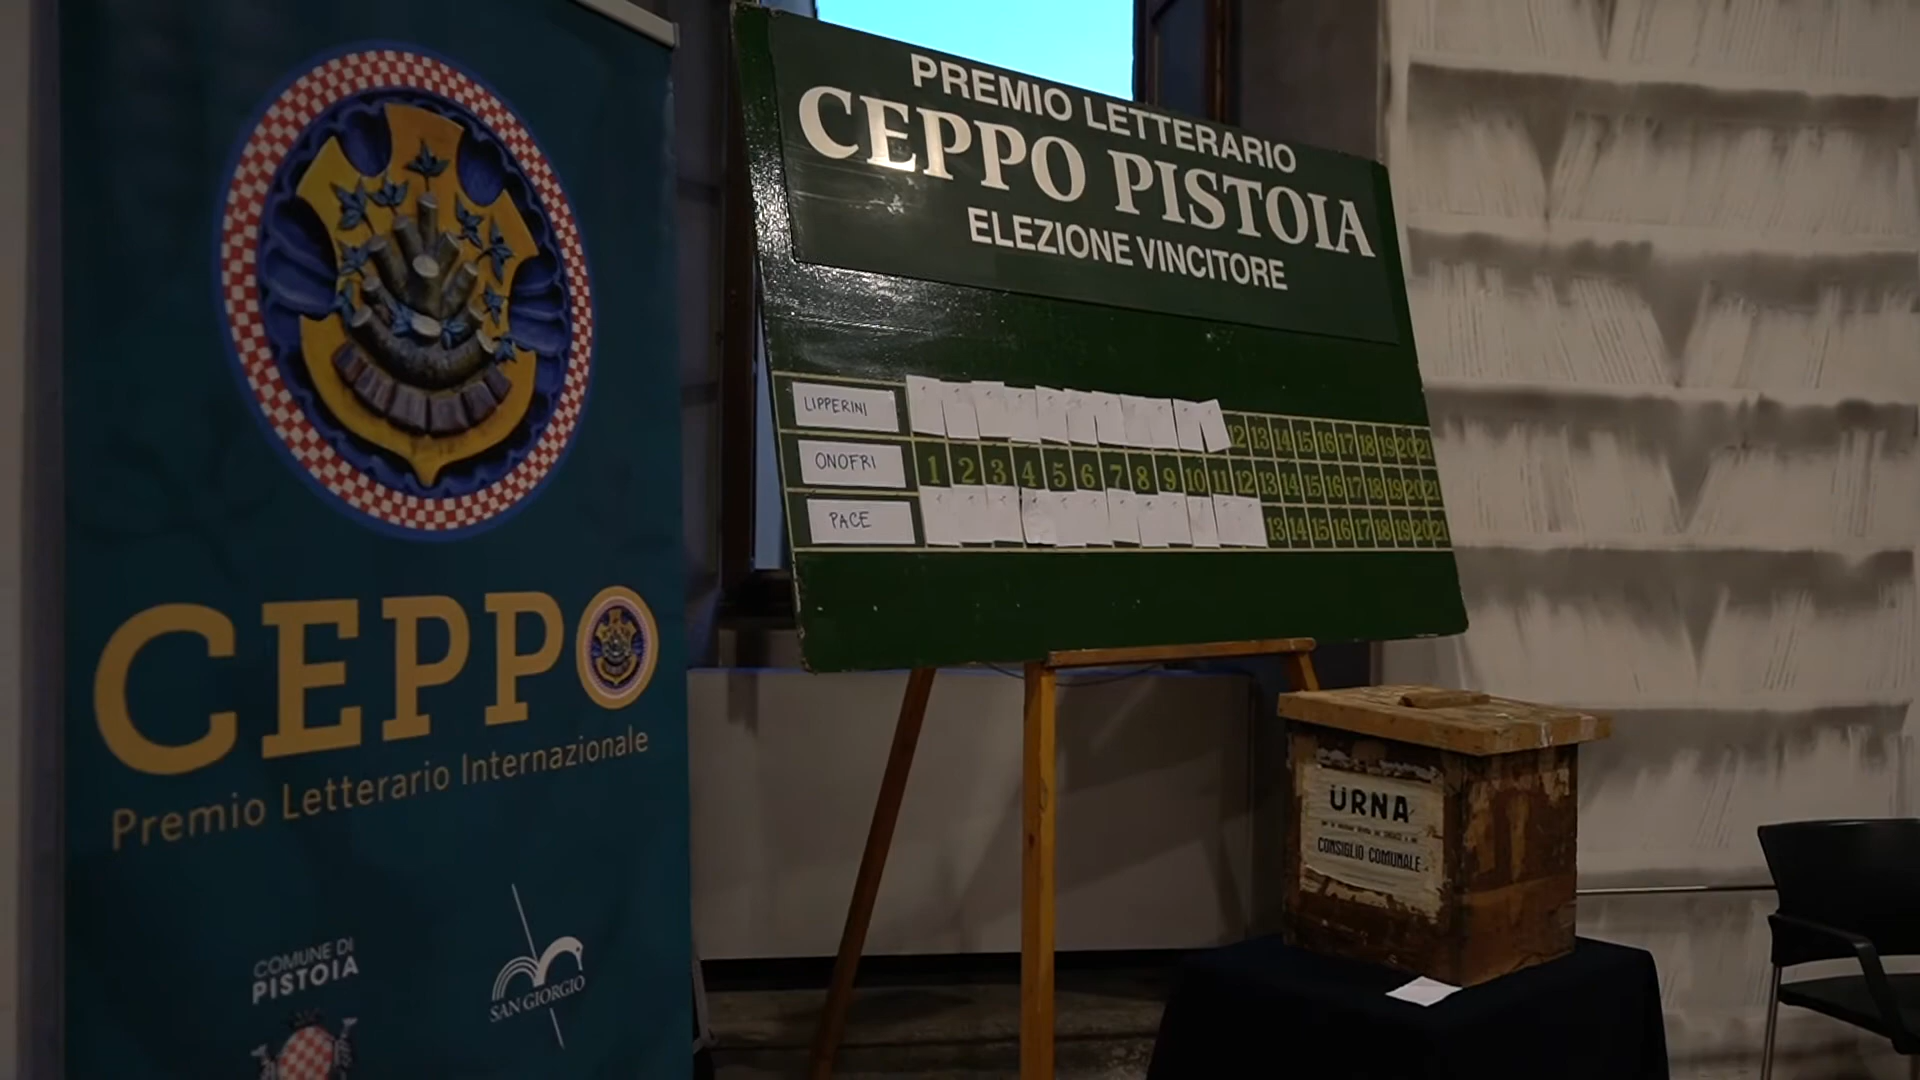 CEPPO
Premio Letterario Internazionale
COMUNE DI
PISTOIA
SAN GIORGIO
PREMIO LETTERARIO
CEPPO PISTOIA
ELEZIONE VINCITORE
LIPPERINI 12 13 14 15 16 17 18 19 20 21
ONOFRI 1 2 3 4 5 6 7 8 9 10 11 12 13 14 15 16 17 18 19 20 21
PACE 13 14 15 16 17 18 19 20 21
URNA
CONSIGLIO COMUNALE